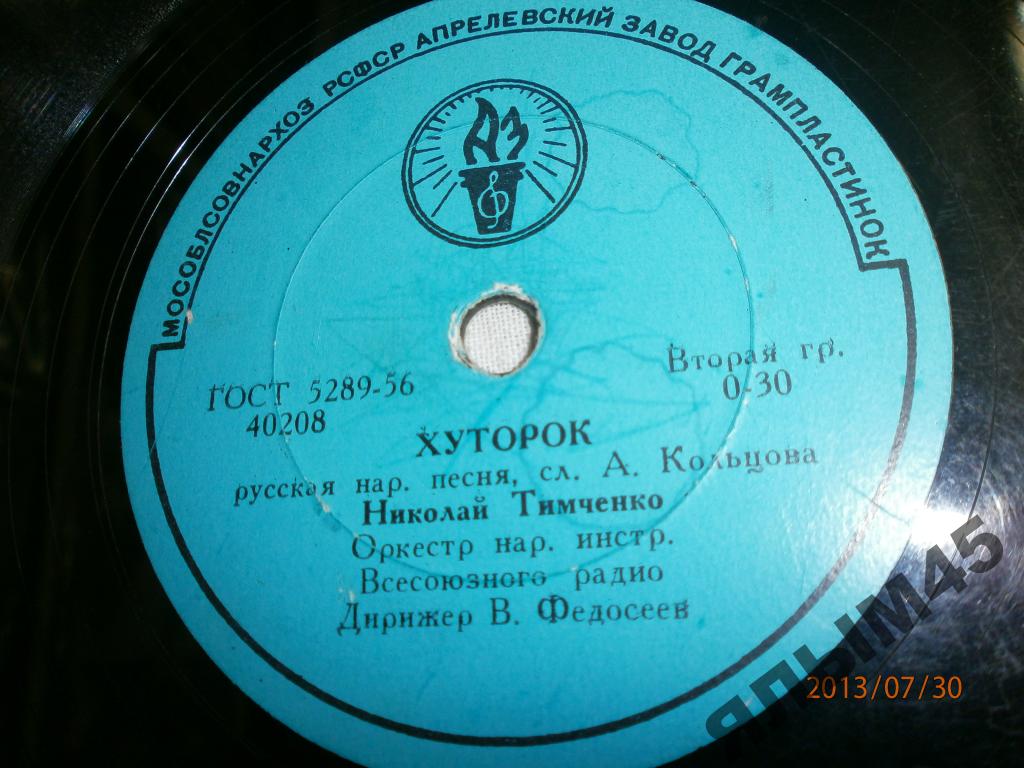 МОСОБЛСОВНАРХОЗ РСФСР АПРЕЛЕВСКИЙ ЗАВОД ГРАМПЛАСТИНОК
АЗ
ГОСТ 5289-56
40208
Вторая гр.
0-30
ХУТОРОК
русская нар. песня, сл. А. Кольцова
Николай Тимченко
Оркестр нар. инстр.
Всесоюзного радио
Дирижер В. Федосеев
ЯЛЫМ45
2013/07/30